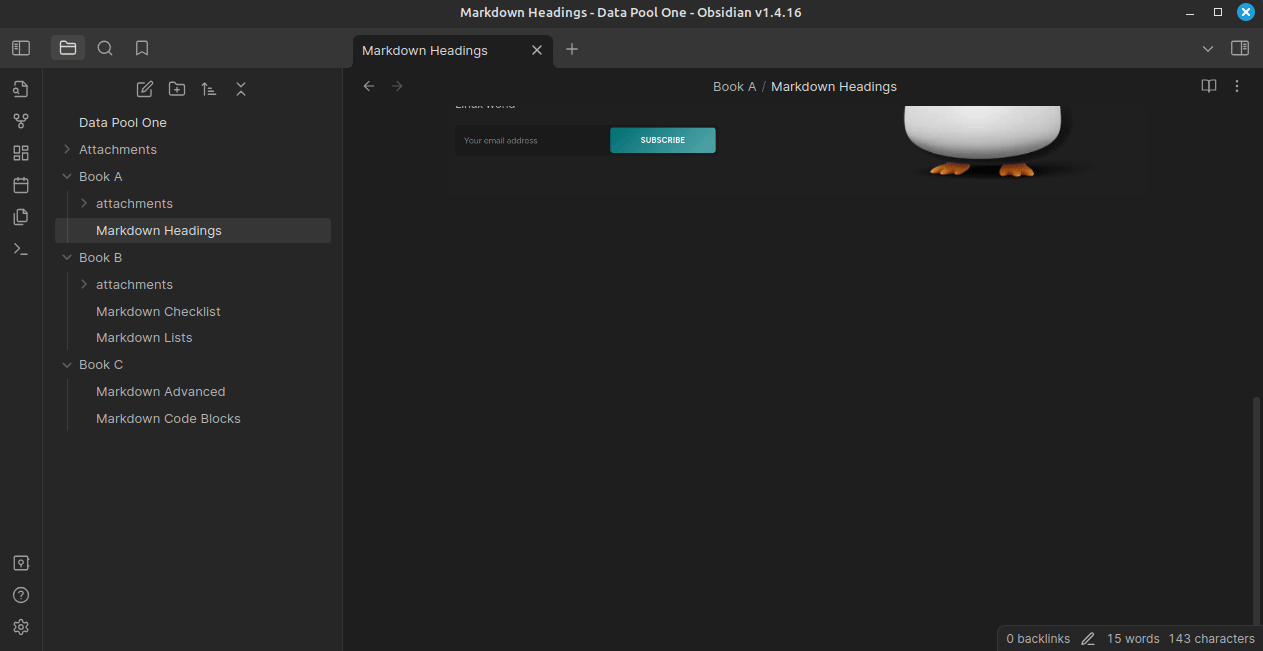 Markdown Headings - Data Pool One - Obsidian v1.4.16
Markdown Headings
Book A / Markdown Headings
Data Pool One
Attachments
Book A
attachments
Markdown Headings
Book B
attachments
Markdown Checklist
Markdown Lists
Book C
Markdown Advanced
Markdown Code Blocks
Linux world
Your email address
SUBSCRIBE
0 backlinks 15 words 143 characters